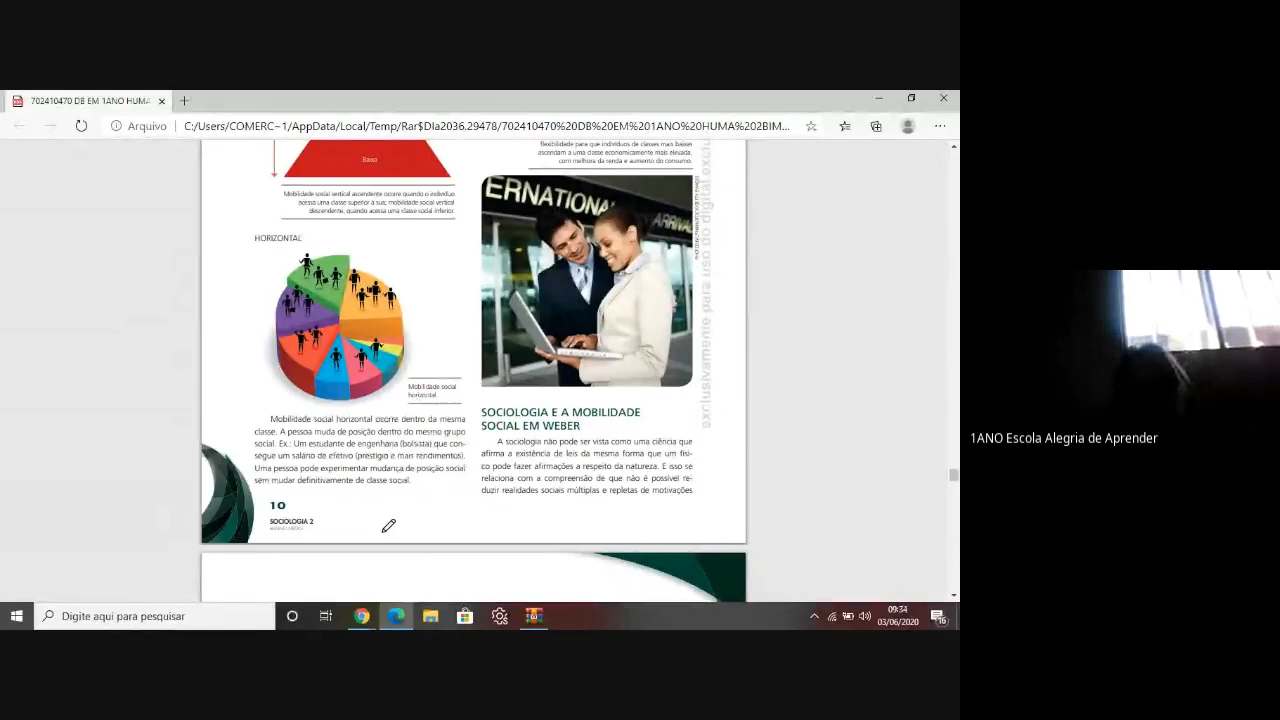 702410470 DB EM 1ANO HUMA
Arquivo
C:/Users/COMERC~1/AppData/Local/Temp/Rar$DIa2036.29478/702410470%20DB%20EM%201ANO%20HUMA%202BIM...
Baixa
Mobilidade social vertical ascendente ocorre quando o indivíduo
acessa uma classe superior à sua; mobilidade social vertical
descendente, quando acessa uma classe social inferior.
HORIZONTAL
Mobilidade social
horizontal
Mobilidade social horizontal ocorre dentro da mesma
classe. A pessoa muda de posição dentro do mesmo grupo
social. Ex.: Um estudante de engenharia (bolsista) que con-
segue um salário de efetivo (prestígio e mais rendimentos).
Uma pessoa pode experimentar mudança de posição social
sem mudar definitivamente de classe social.
10
SOCIOLOGIA 2
ENSINO MÉDIO
flexibilidade para que indivíduos de classes mais baixas
ascendam a uma classe economicamente mais elevada,
com melhora da renda e aumento do consumo.
ERNATIONAL
ARRIVA
exclusivamente para uso do digital exclu
SOCIOLOGIA E A MOBILIDADE
SOCIAL EM WEBER
A sociologia não pode ser vista como uma ciência que
afirma a existência de leis da mesma forma que um físi-
co pode fazer afirmações a respeito da natureza. E isso se
relaciona com a compreensão de que não é possível re-
duzir realidades sociais múltiplas e repletas de motivações
Digite aqui para pesquisar
09:34
03/06/2020
16
1ANO Escola Alegria de Aprender